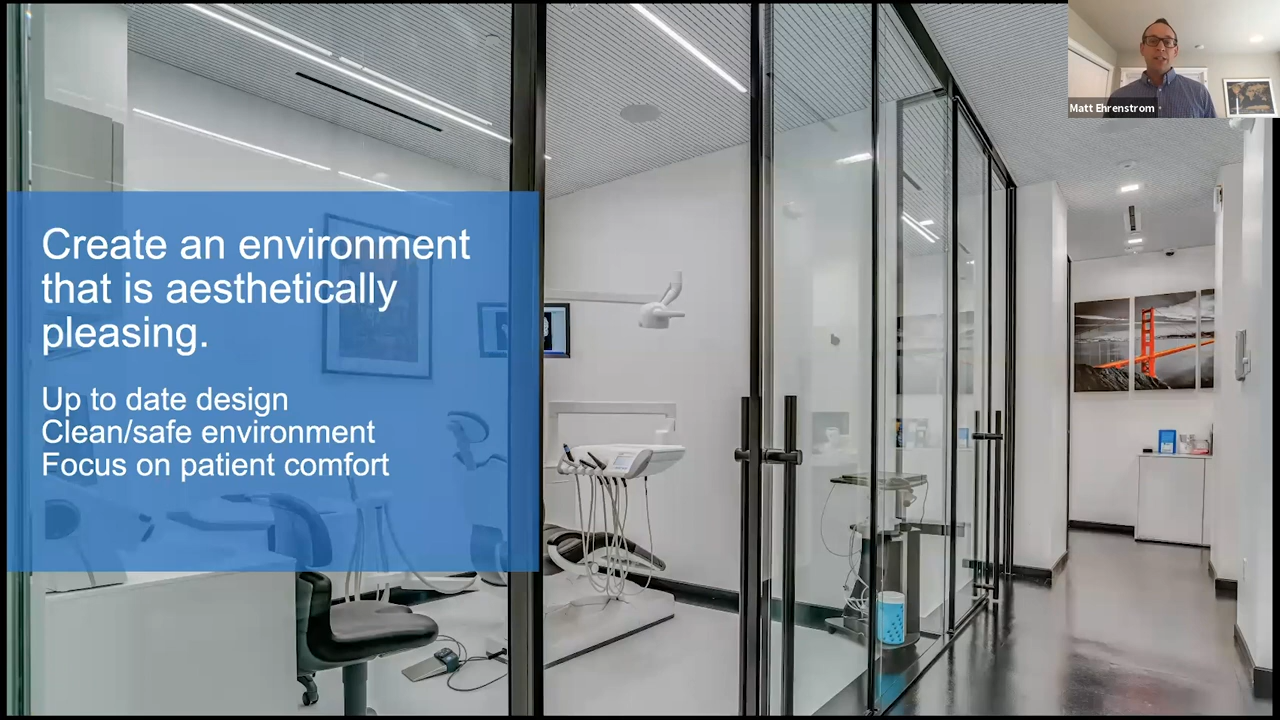 Matt Ehrenstrom
Create an environment
that is aesthetically
pleasing.
Up to date design
Clean/safe environment
Focus on patient comfort